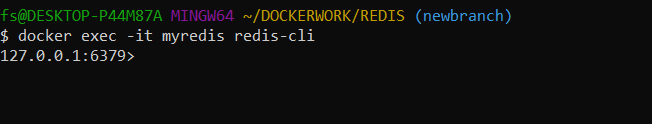 fs@DESKTOP-P44M87A MINGW64 ~/DOCKERWORK/REDIS (newbranch)
$ docker exec -it myredis redis-cli
127.0.0.1:6379>